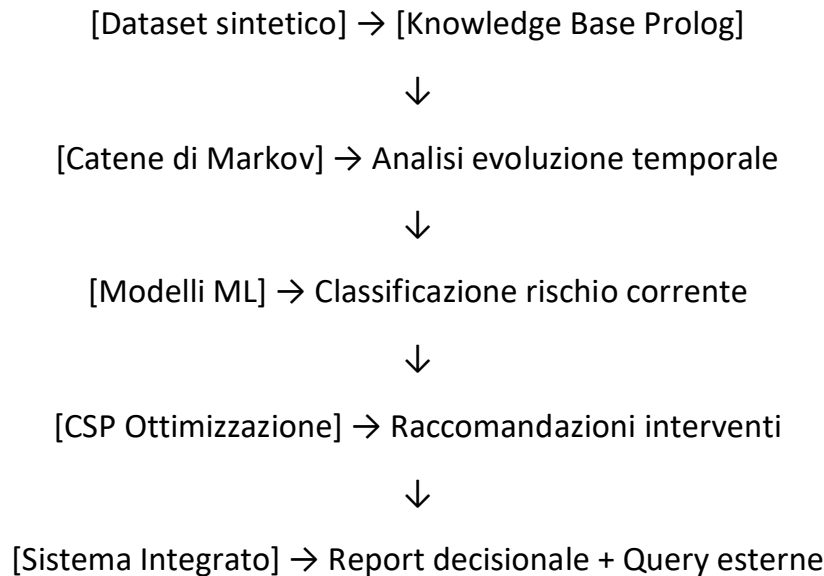 [Dataset sintetico] → [Knowledge Base Prolog]
↓
[Catene di Markov] → Analisi evoluzione temporale
↓
[Modelli ML] → Classificazione rischio corrente
↓
[CSP Ottimizzazione] → Raccomandazioni interventi
↓
[Sistema Integrato] → Report decisionale + Query esterne